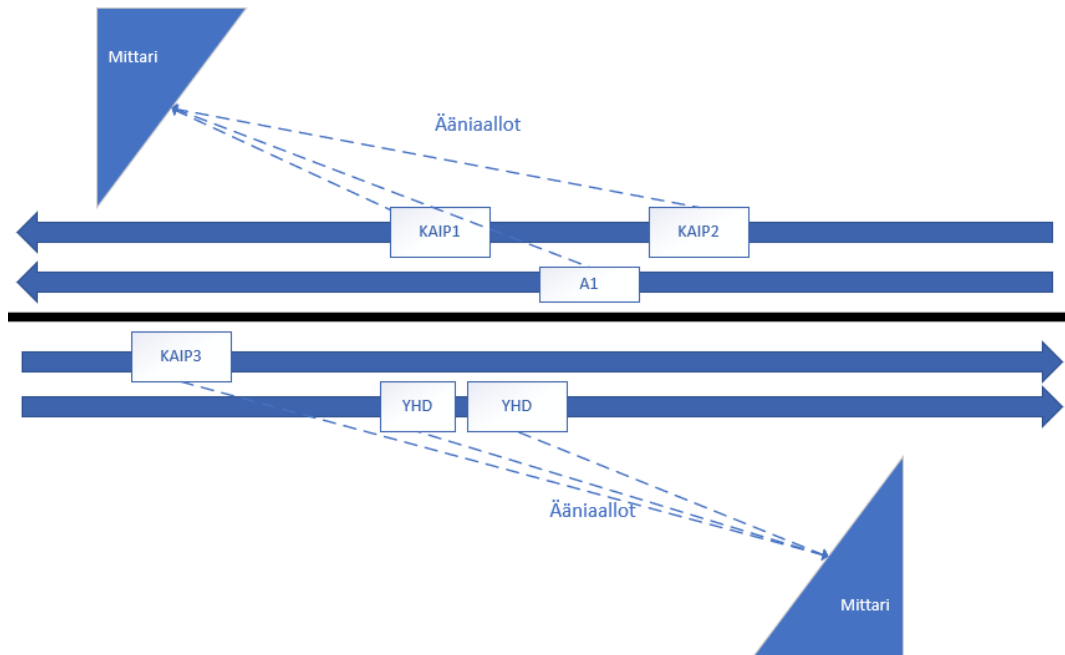 Mittari
Ääniaallot
KAIP1
KAIP2
A1
KAIP3
YHD
YHD
Ääniaallot
Mittari